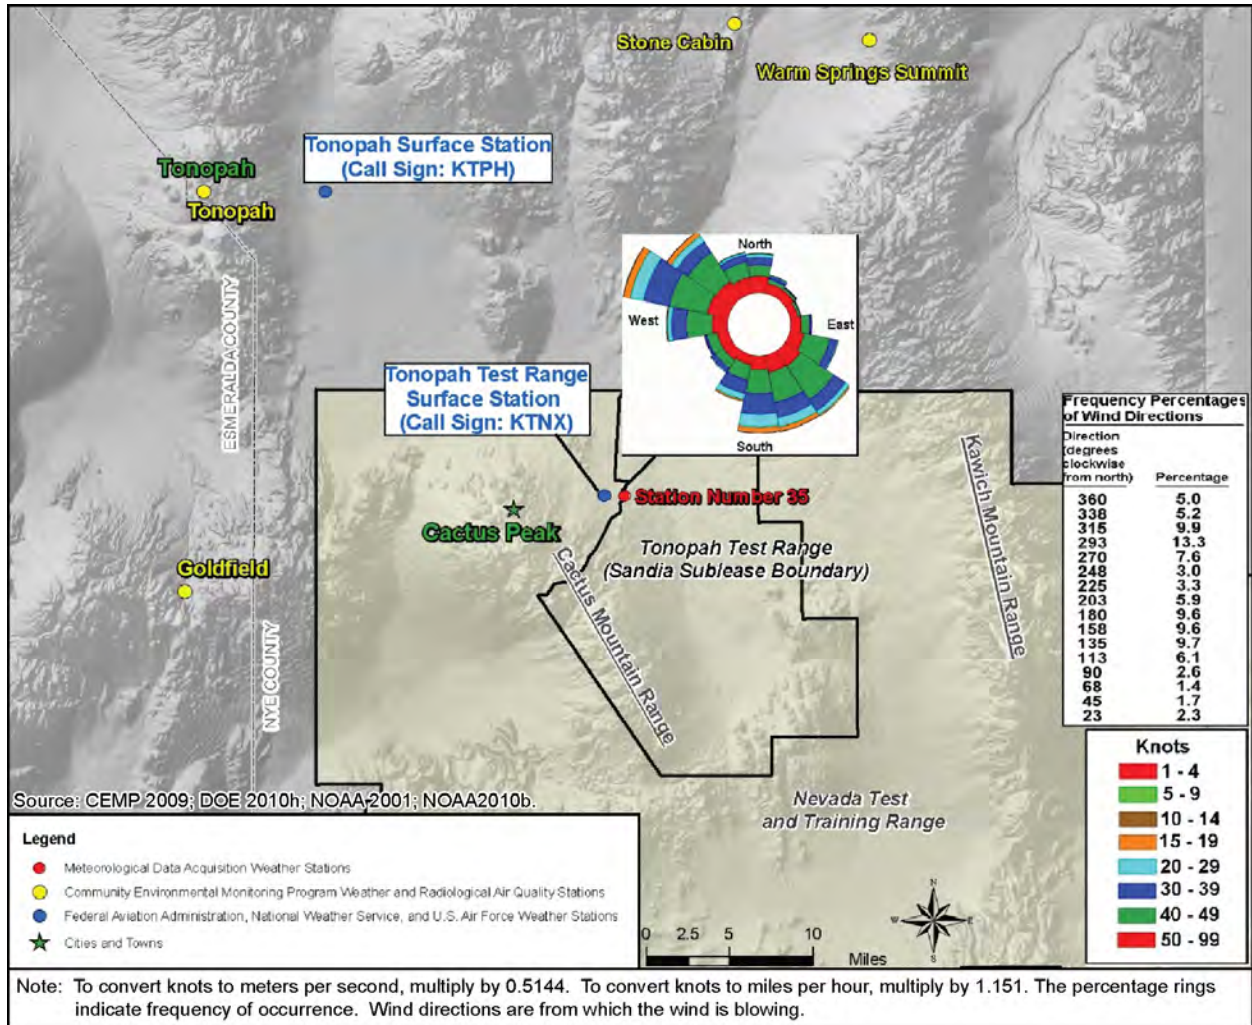 Stone Cabin
Warm Springs Summit
Tonopah Surface Station
(Call Sign: KTPH)
Tonopah
Tonopah
North
West
East
South
ESMERALDA COUNTY
Tonopah Test Range
Surface Station
(Call Sign: KTNX)
Frequency Percentages
of Wind Directions
Direction
(degrees
clockwise
from north) Percentage
360 5.0
338 5.2
315 9.9
293 13.3
270 7.6
248 3.0
225 3.3
203 5.9
180 9.6
158 9.6
135 9.7
113 6.1
90 2.6
68 1.4
45 1.7
23 2.3
Kawich Mountain Range
Station Number 35
Cactus Peak
Tonopah Test Range
(Sandia Sublease Boundary)
Goldfield
Cactus Mountain Range
NYE COUNTY
Knots
1 - 4
5 - 9
10 - 14
15 - 19
20 - 29
30 - 39
40 - 49
50 - 99
Source: CEMP 2009; DOE 2010h; NOAA 2001; NOAA2010b.
Nevada Test
and Training Range
Legend
Meteorological Data Acquisition Weather Stations
Community Environmental Monitoring Program Weather and Radiological Air Quality Stations
Federal Aviation Administration, National Weather Service, and U.S. Air Force Weather Stations
Cities and Towns
N
W E
S
0 2.5 5 10
Miles
Note: To convert knots to meters per second, multiply by 0.5144. To convert knots to miles per hour, multiply by 1.151. The percentage rings
indicate frequency of occurrence. Wind directions are from which the wind is blowing.